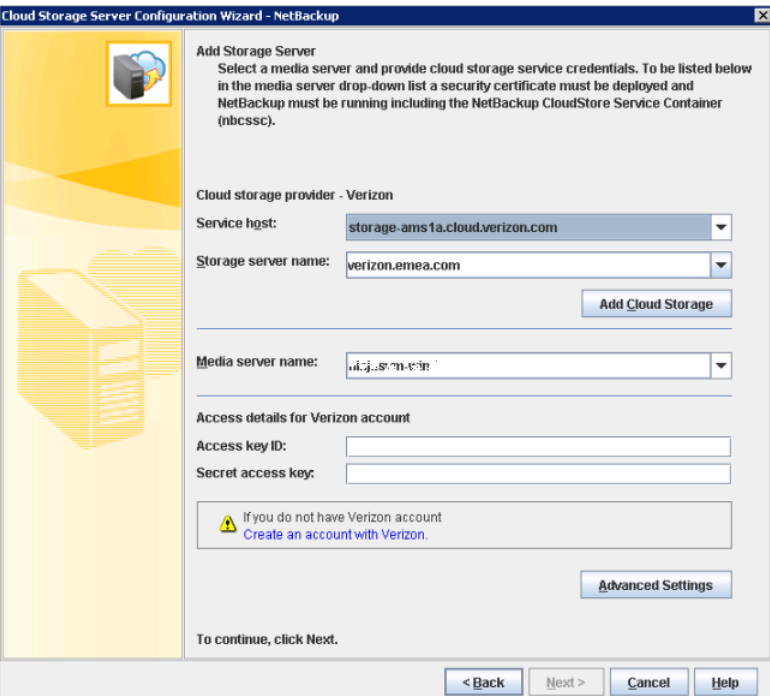 Cloud Storage Server Configuration Wizard - NetBackup
Add Storage Server
Select a media server and provide cloud storage service credentials. To be listed below
in the media server drop-down list a security certificate must be deployed and
NetBackup must be running including the NetBackup CloudStore Service Container
(nbcssc).
Cloud storage provider - Verizon
Service host:
storage-ams1a.cloud.verizon.com
Storage server name:
verizon.emea.com
Add Cloud Storage
Media server name:
Access details for Verizon account
Access key ID:
Secret access key:
If you do not have Verizon account
Create an account with Verizon.
Advanced Settings
To continue, click Next.
< Back
Next >
Cancel
Help